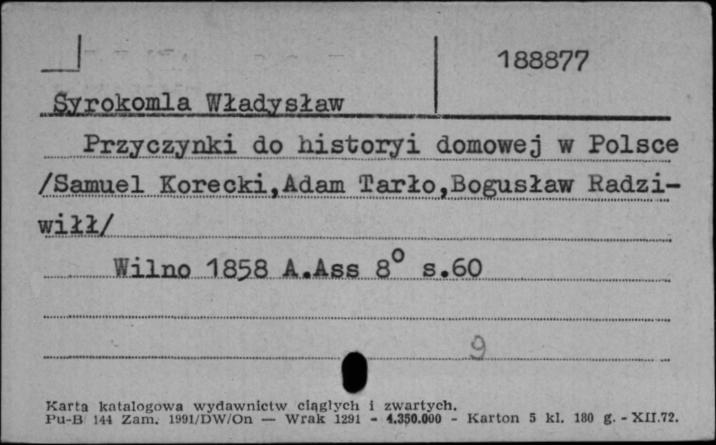 188877
Syrokomla Władysław
Przyczynki do historyi domowej w Polsce
/Samuel Korecki,Adam Tarło,Bogusław Radzi-
wiłł/
Wilno 1858 A.Ass 8° s.60
9
Karta katalogowa wydawnictw ciągłych i zwartych.
Pu-B 144 Zam. 1991/DW/On — Wrak 1291 - 4.350.000 - Karton 5 kl. 180 g. - XII.72.